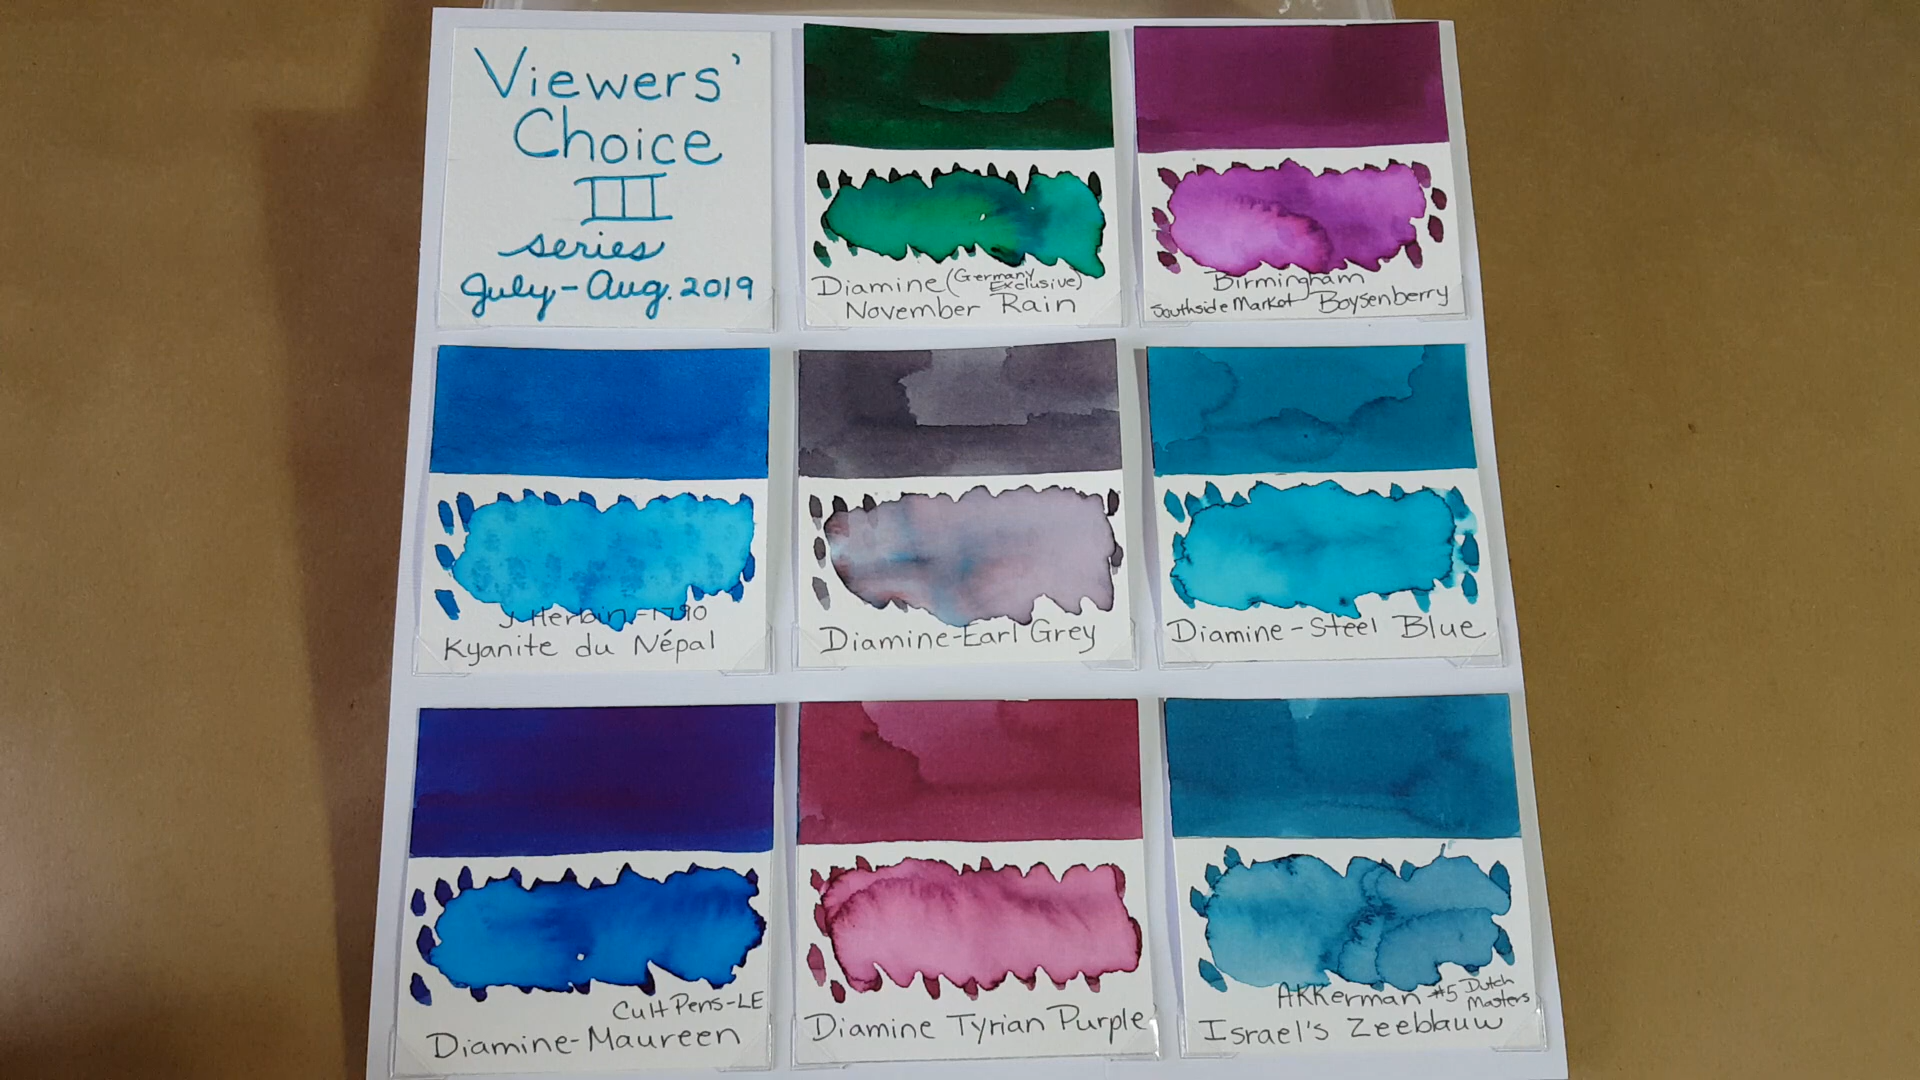 Viewers'
Choice
III
series
July-Aug. 2019
Diamine (Germany Exclusive)
November Rain
Birmingham
Southside Market Boysenberry
J Herbin-1790
Kyanite du Népal
Diamine-Earl Grey
Diamine-Steel Blue
Cult Pens-LE
Diamine-Maureen
Diamine Tyrian Purple
Akkerman #5 Dutch Masters
Israel's Zeeblauw